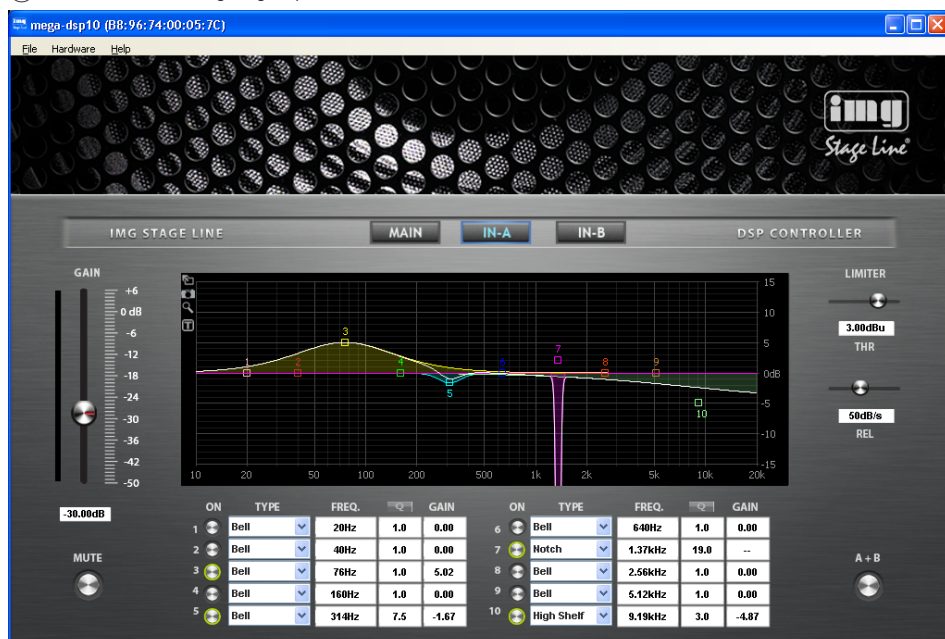 mega-dsp10 (B8:96:74:00:05:7C)
File Hardware Help
img
Stage Line®
IMG STAGE LINE MAIN IN-A IN-B DSP CONTROLLER
GAIN
+6
0 dB
-6
-12
-18
-24
-30
-36
-42
-50
-30.00dB
MUTE
T
1 2 3 4 5 6 7 8 9 10
15
10
5
0dB
-5
-10
-15
10 20 50 100 200 500 1k 2k 5k 10k 20k
LIMITER
3.00dBu
THR
50dB/s
REL
A + B
ON TYPE FREQ. Q GAIN
1 Bell 20Hz 1.0 0.00
2 Bell 40Hz 1.0 0.00
3 Bell 76Hz 1.0 5.02
4 Bell 160Hz 1.0 0.00
5 Bell 314Hz 7.5 -1.67
ON TYPE FREQ. Q GAIN
6 Bell 640Hz 1.0 0.00
7 Notch 1.37kHz 19.0 --
8 Bell 2.56kHz 1.0 0.00
9 Bell 5.12kHz 1.0 0.00
10 High Shelf 9.19kHz 3.0 -4.87